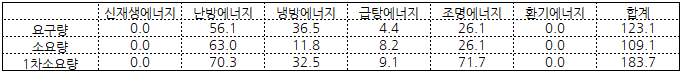 신재생에너지 난방에너지 냉방에너지 급탕에너지 조명에너지 환기에너지 합계
요구량 0.0 56.1 36.5 4.4 26.1 0.0 123.1
소요량 0.0 63.0 11.8 8.2 26.1 0.0 109.1
1차소요량 0.0 70.3 32.5 9.1 71.7 0.0 183.7